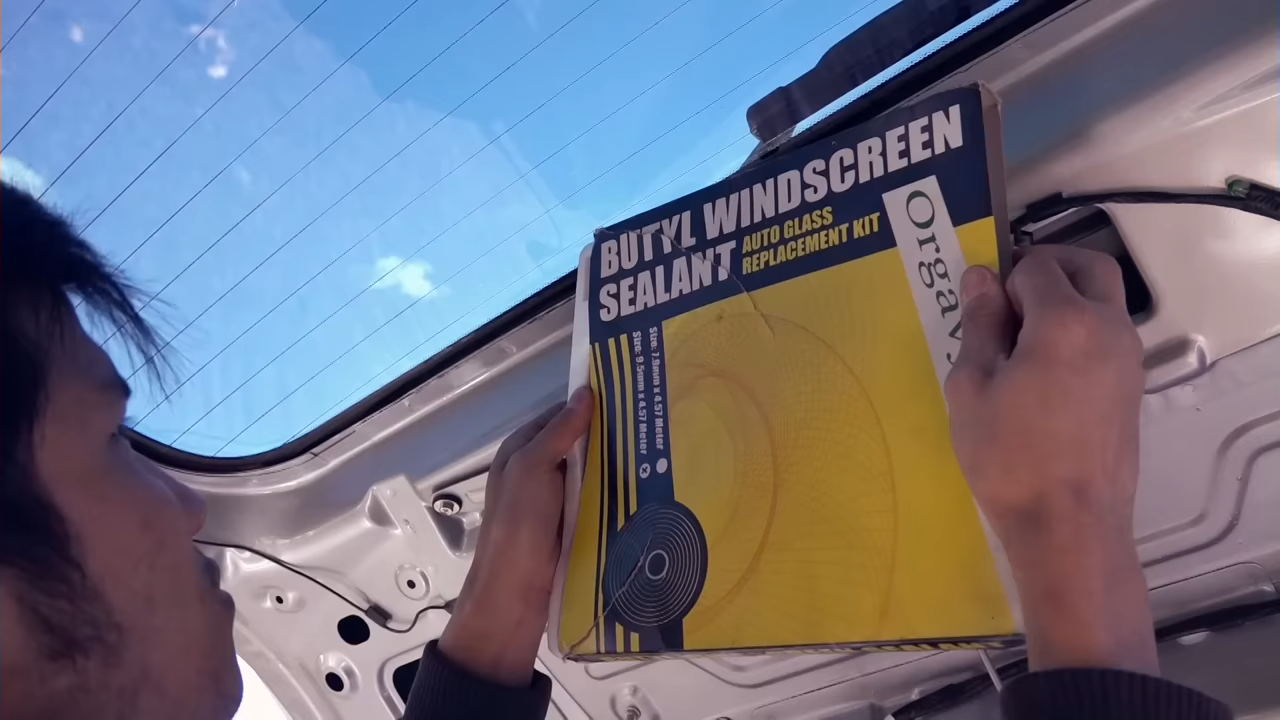 BUTYL WINDSCREEN
SEALANT
AUTO GLASS
REPLACEMENT KIT
Size: 7.9mm x 4.57 Meter
Size: 9.5mm x 4.57 Meter